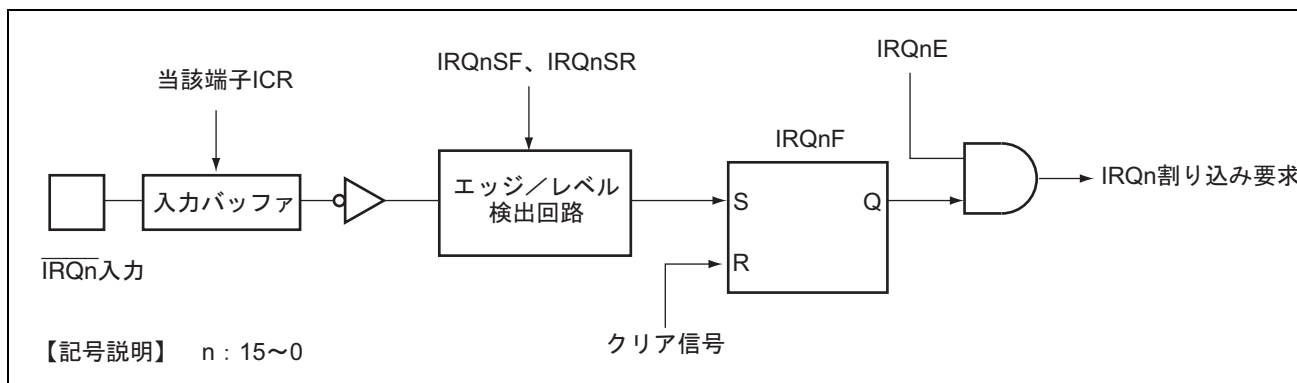 IRQnE
IRQnSF、IRQnSR
当該端子ICR
IRQnF
入力バッファ
エッジ／レベル
検出回路
S
Q
R
IRQn割り込み要求
IRQn入力
クリア信号
【記号説明】 n：15～0